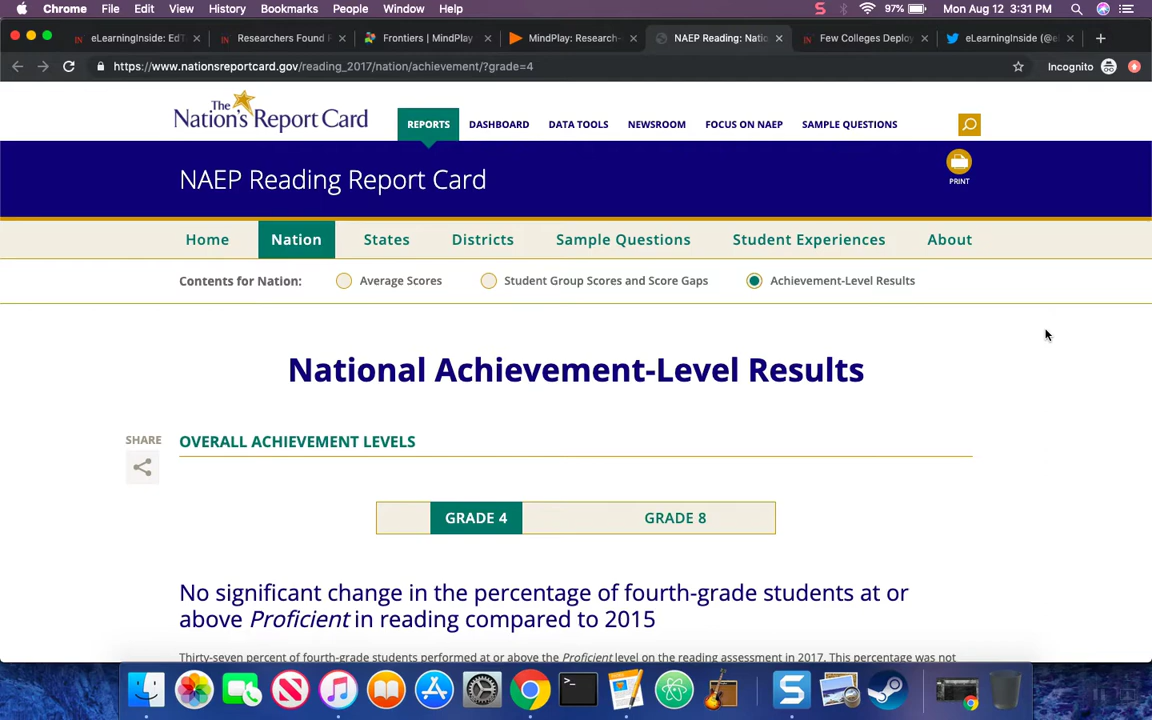 Chrome File Edit View History Bookmarks People Window Help S 97% Mon Aug 12 3:31 PM
IN eLearningInside: EdT × IN Researchers Found × Frontiers | MindPlay × MindPlay: Research- × NAEP Reading: Natio × IN Few Colleges Deploy × eLearningInside (@e × +
https://www.nationsreportcard.gov/reading_2017/nation/achievement/?grade=4 Incognito
The
Nation's Report Card
REPORTS DASHBOARD DATA TOOLS NEWSROOM FOCUS ON NAEP SAMPLE QUESTIONS
NAEP Reading Report Card
PRINT
Home Nation States Districts Sample Questions Student Experiences About
Contents for Nation: Average Scores Student Group Scores and Score Gaps Achievement-Level Results
National Achievement-Level Results
SHARE
OVERALL ACHIEVEMENT LEVELS
GRADE 4 GRADE 8
No significant change in the percentage of fourth-grade students at or
above Proficient in reading compared to 2015
Thirty-seven percent of fourth-grade students performed at or above the Proficient level on the reading assessment in 2017. This percentage was not